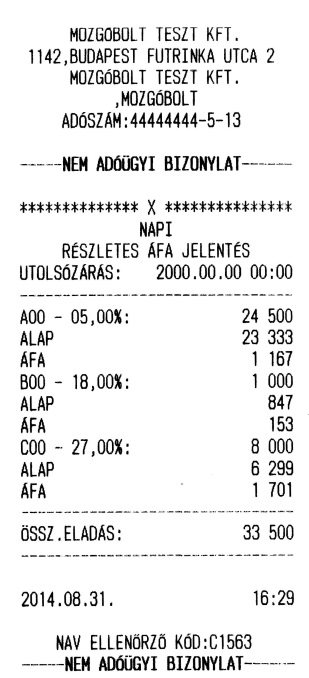 MOZGÓBOLT TESZT KFT.
1142,BUDAPEST FUTRINKA UTCA 2
MOZGÓBOLT TESZT KFT.
,MOZGÓBOLT
ADÓSZÁM:44444444-5-13
-----NEM ADÓÜGYI BIZONYLAT------
************** X ***************
NAPI
RÉSZLETES ÁFA JELENTÉS
UTOLSÓZÁRÁS: 2000.00.00 00:00
A00 - 05,00%: 24 500
ALAP 23 333
ÁFA 1 167
B00 - 18,00%: 1 000
ALAP 847
ÁFA 153
C00 - 27,00%: 8 000
ALAP 6 299
ÁFA 1 701
ÖSSZ.ELADÁS: 33 500
2014.08.31. 16:29
NAV ELLENŐRZŐ KÓD:C1563
-----NEM ADÓÜGYI BIZONYLAT------